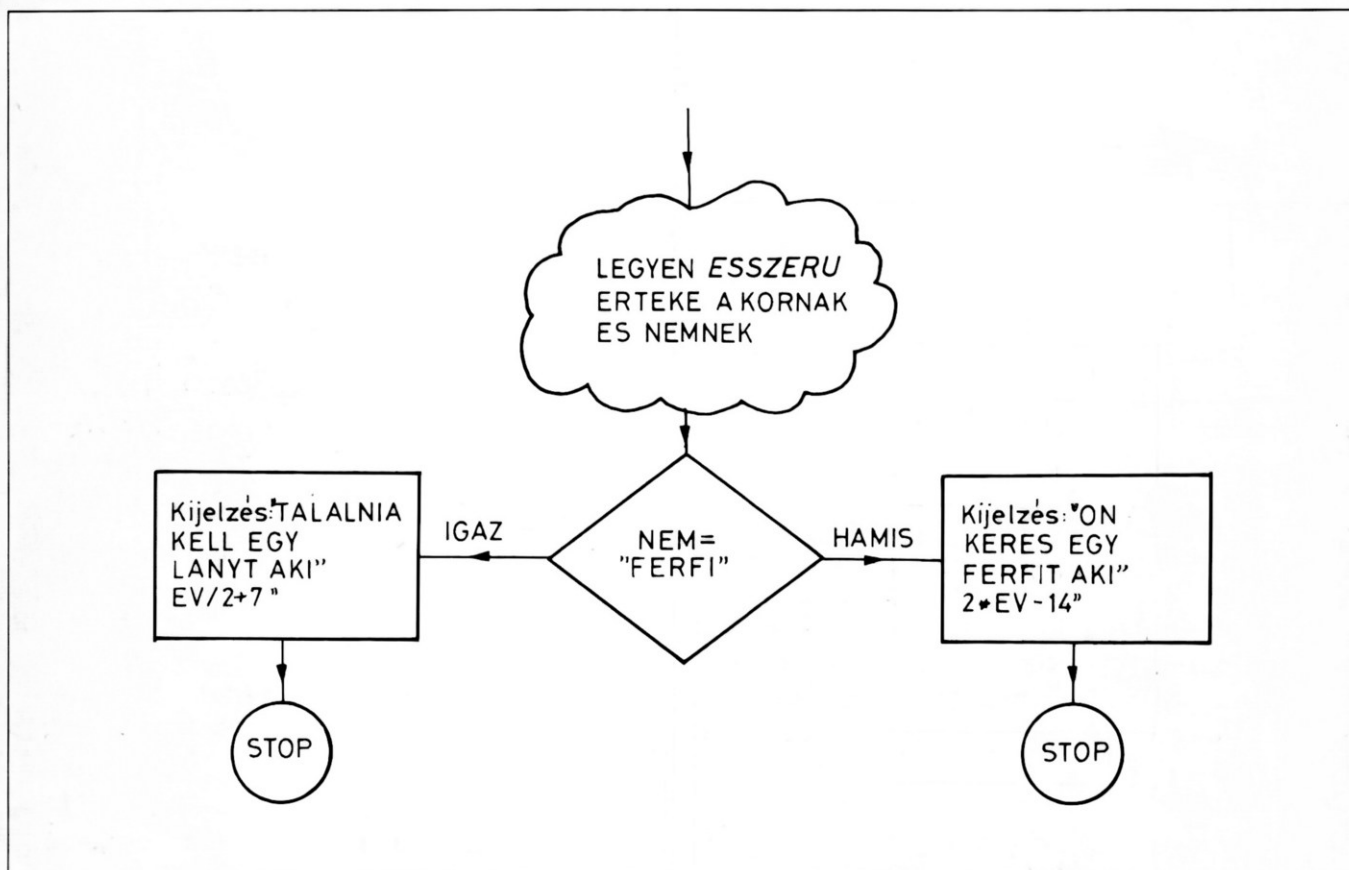 LEGYEN ESSZERU
ERTEKE A KORNAK
ES NEMNEK
Kijelzés:"TALALNIA
KELL EGY
LANYT AKI"
EV/2+7"
IGAZ
NEM=
"FERFI"
HAMIS
Kijelzés:"ON
KERES EGY
FERFIT AKI"
2*EV-14"
STOP
STOP